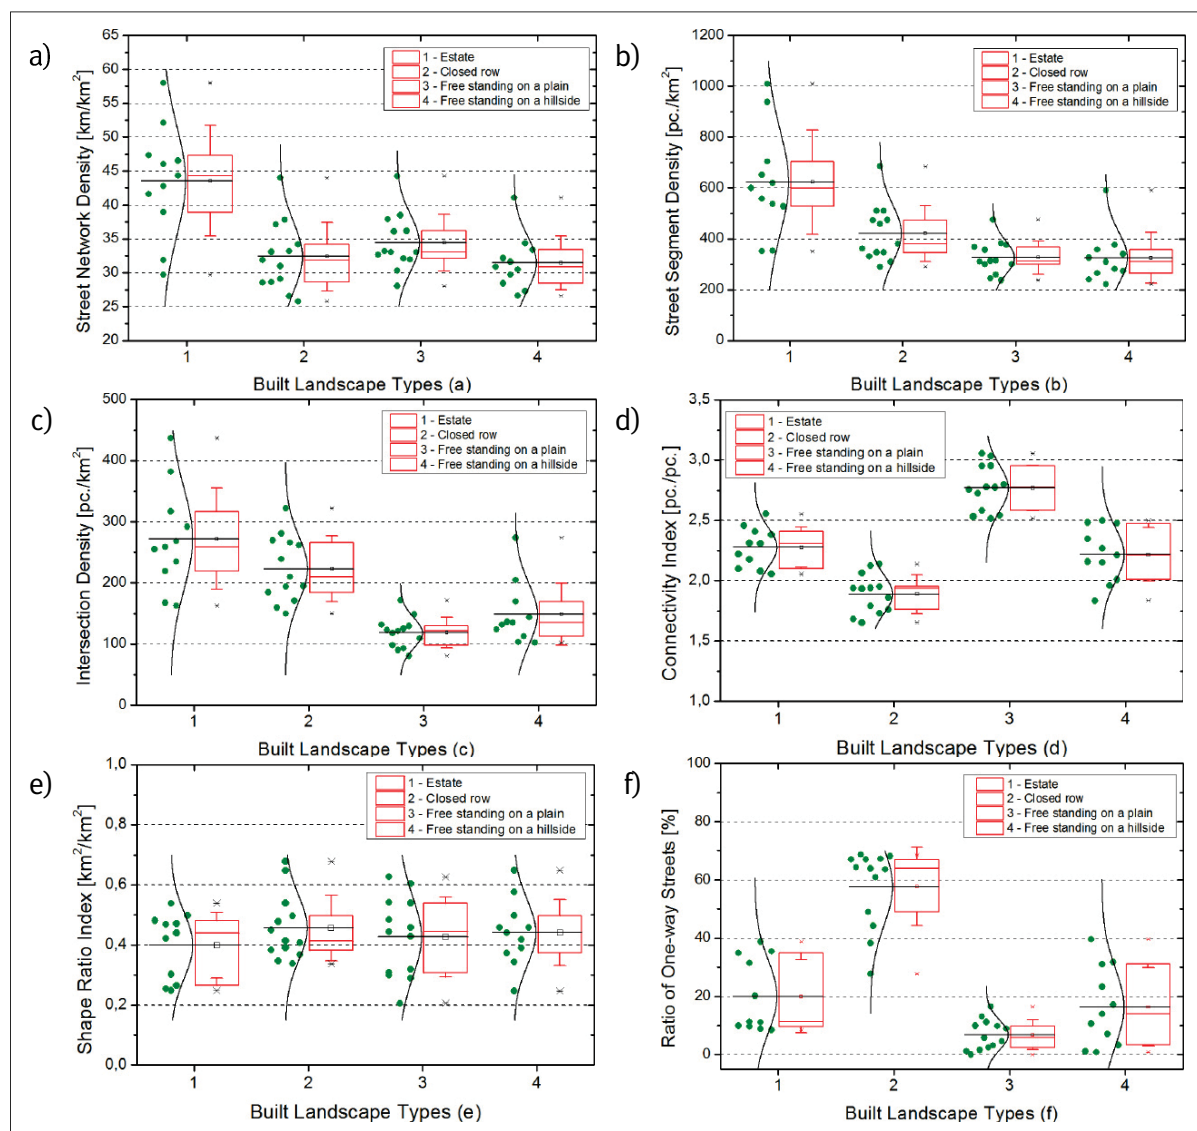 a)
Street Network Density [km/km²]
65
60
55
50
45
40
35
30
25
20
1 - Estate
2 - Closed row
3 - Free standing on a plain
4 - Free standing on a hillside
1 2 3 4
Built Landscape Types (a)
b)
Street Segment Density [pc./km²]
1200
1000
800
600
400
200
0
1 - Estate
2 - Closed row
3 - Free standing on a plain
4 - Free standing on a hillside
1 2 3 4
Built Landscape Types (b)
c)
Intersection Density [pc./km²]
500
400
300
200
100
0
1 - Estate
2 - Closed row
3 - Free standing on a plain
4 - Free standing on a hillside
1 2 3 4
Built Landscape Types (c)
d)
Connectivity Index [pc./pc.]
3,5
3,0
2,5
2,0
1,5
1,0
1 - Estate
2 - Closed row
3 - Free standing on a plain
4 - Free standing on a hillside
1 2 3 4
Built Landscape Types (d)
e)
Shape Ratio Index [km²/km²]
1,0
0,8
0,6
0,4
0,2
0,0
1 - Estate
2 - Closed row
3 - Free standing on a plain
4 - Free standing on a hillside
1 2 3 4
Built Landscape Types (e)
f)
Ratio of One-way Streets [%]
100
80
60
40
20
0
1 - Estate
2 - Closed row
3 - Free standing on a plain
4 - Free standing on a hillside
1 2 3 4
Built Landscape Types (f)